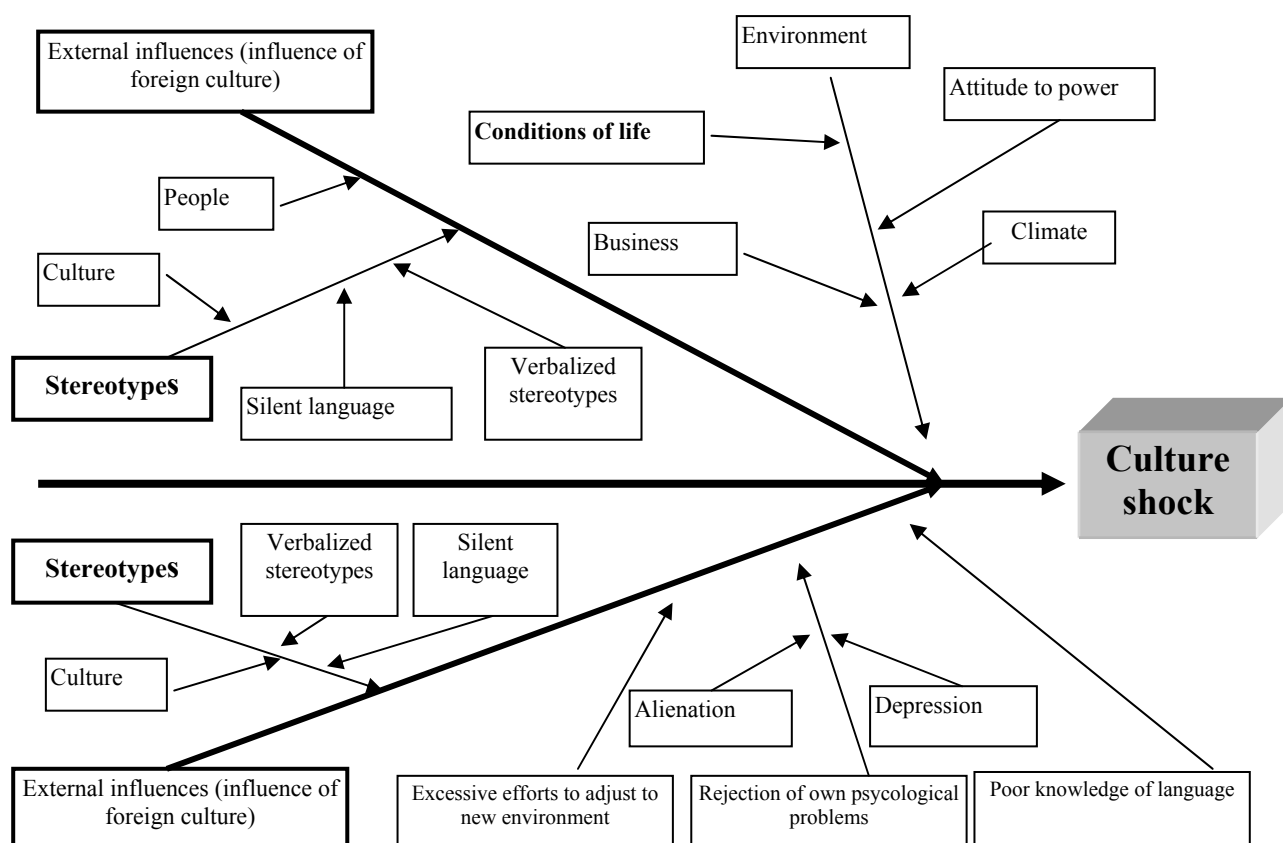 External influences (influence of
foreign culture)
Environment
Attitude to power
Conditions of life
People
Business
Climate
Culture
Stereotypes
Silent language
Verbalized
stereotypes
Culture
shock
Stereotypes
Verbalized
stereotypes
Silent
language
Culture
Alienation
Depression
External influences (influence of
foreign culture)
Excessive efforts to adjust to
new environment
Rejection of own psycological
problems
Poor knowledge of language